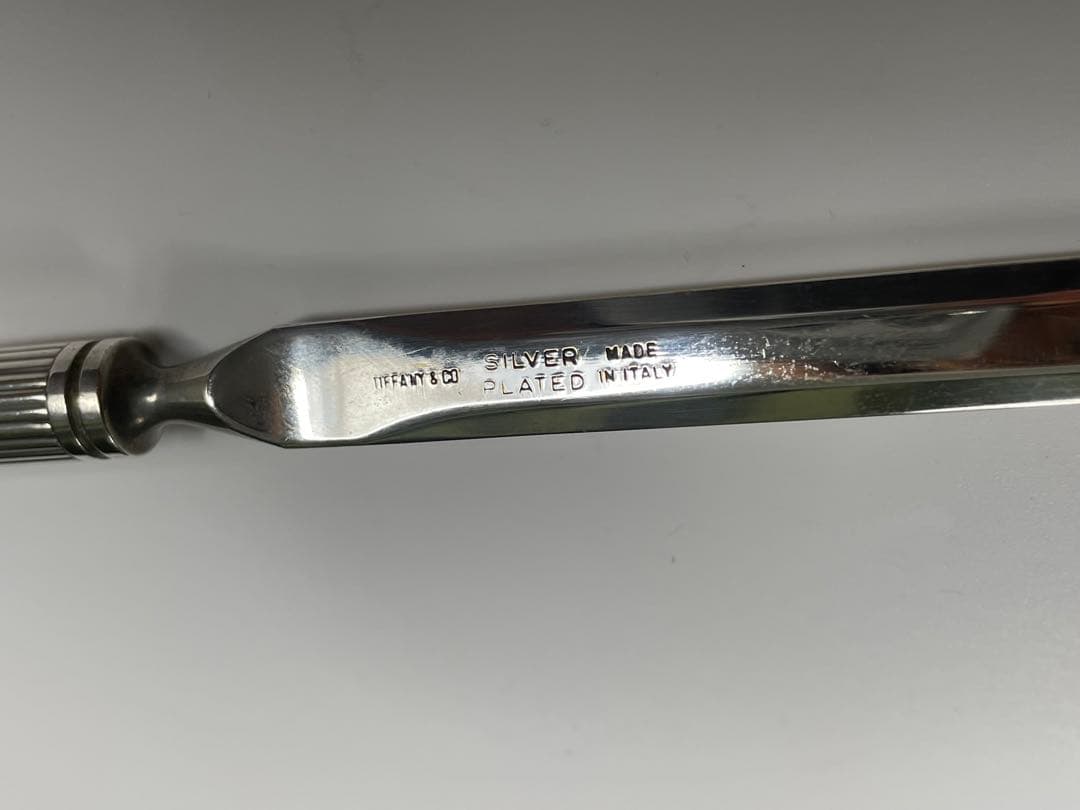 TIFFANY & CO
SILVER
PLATED
MADE
IN ITALY